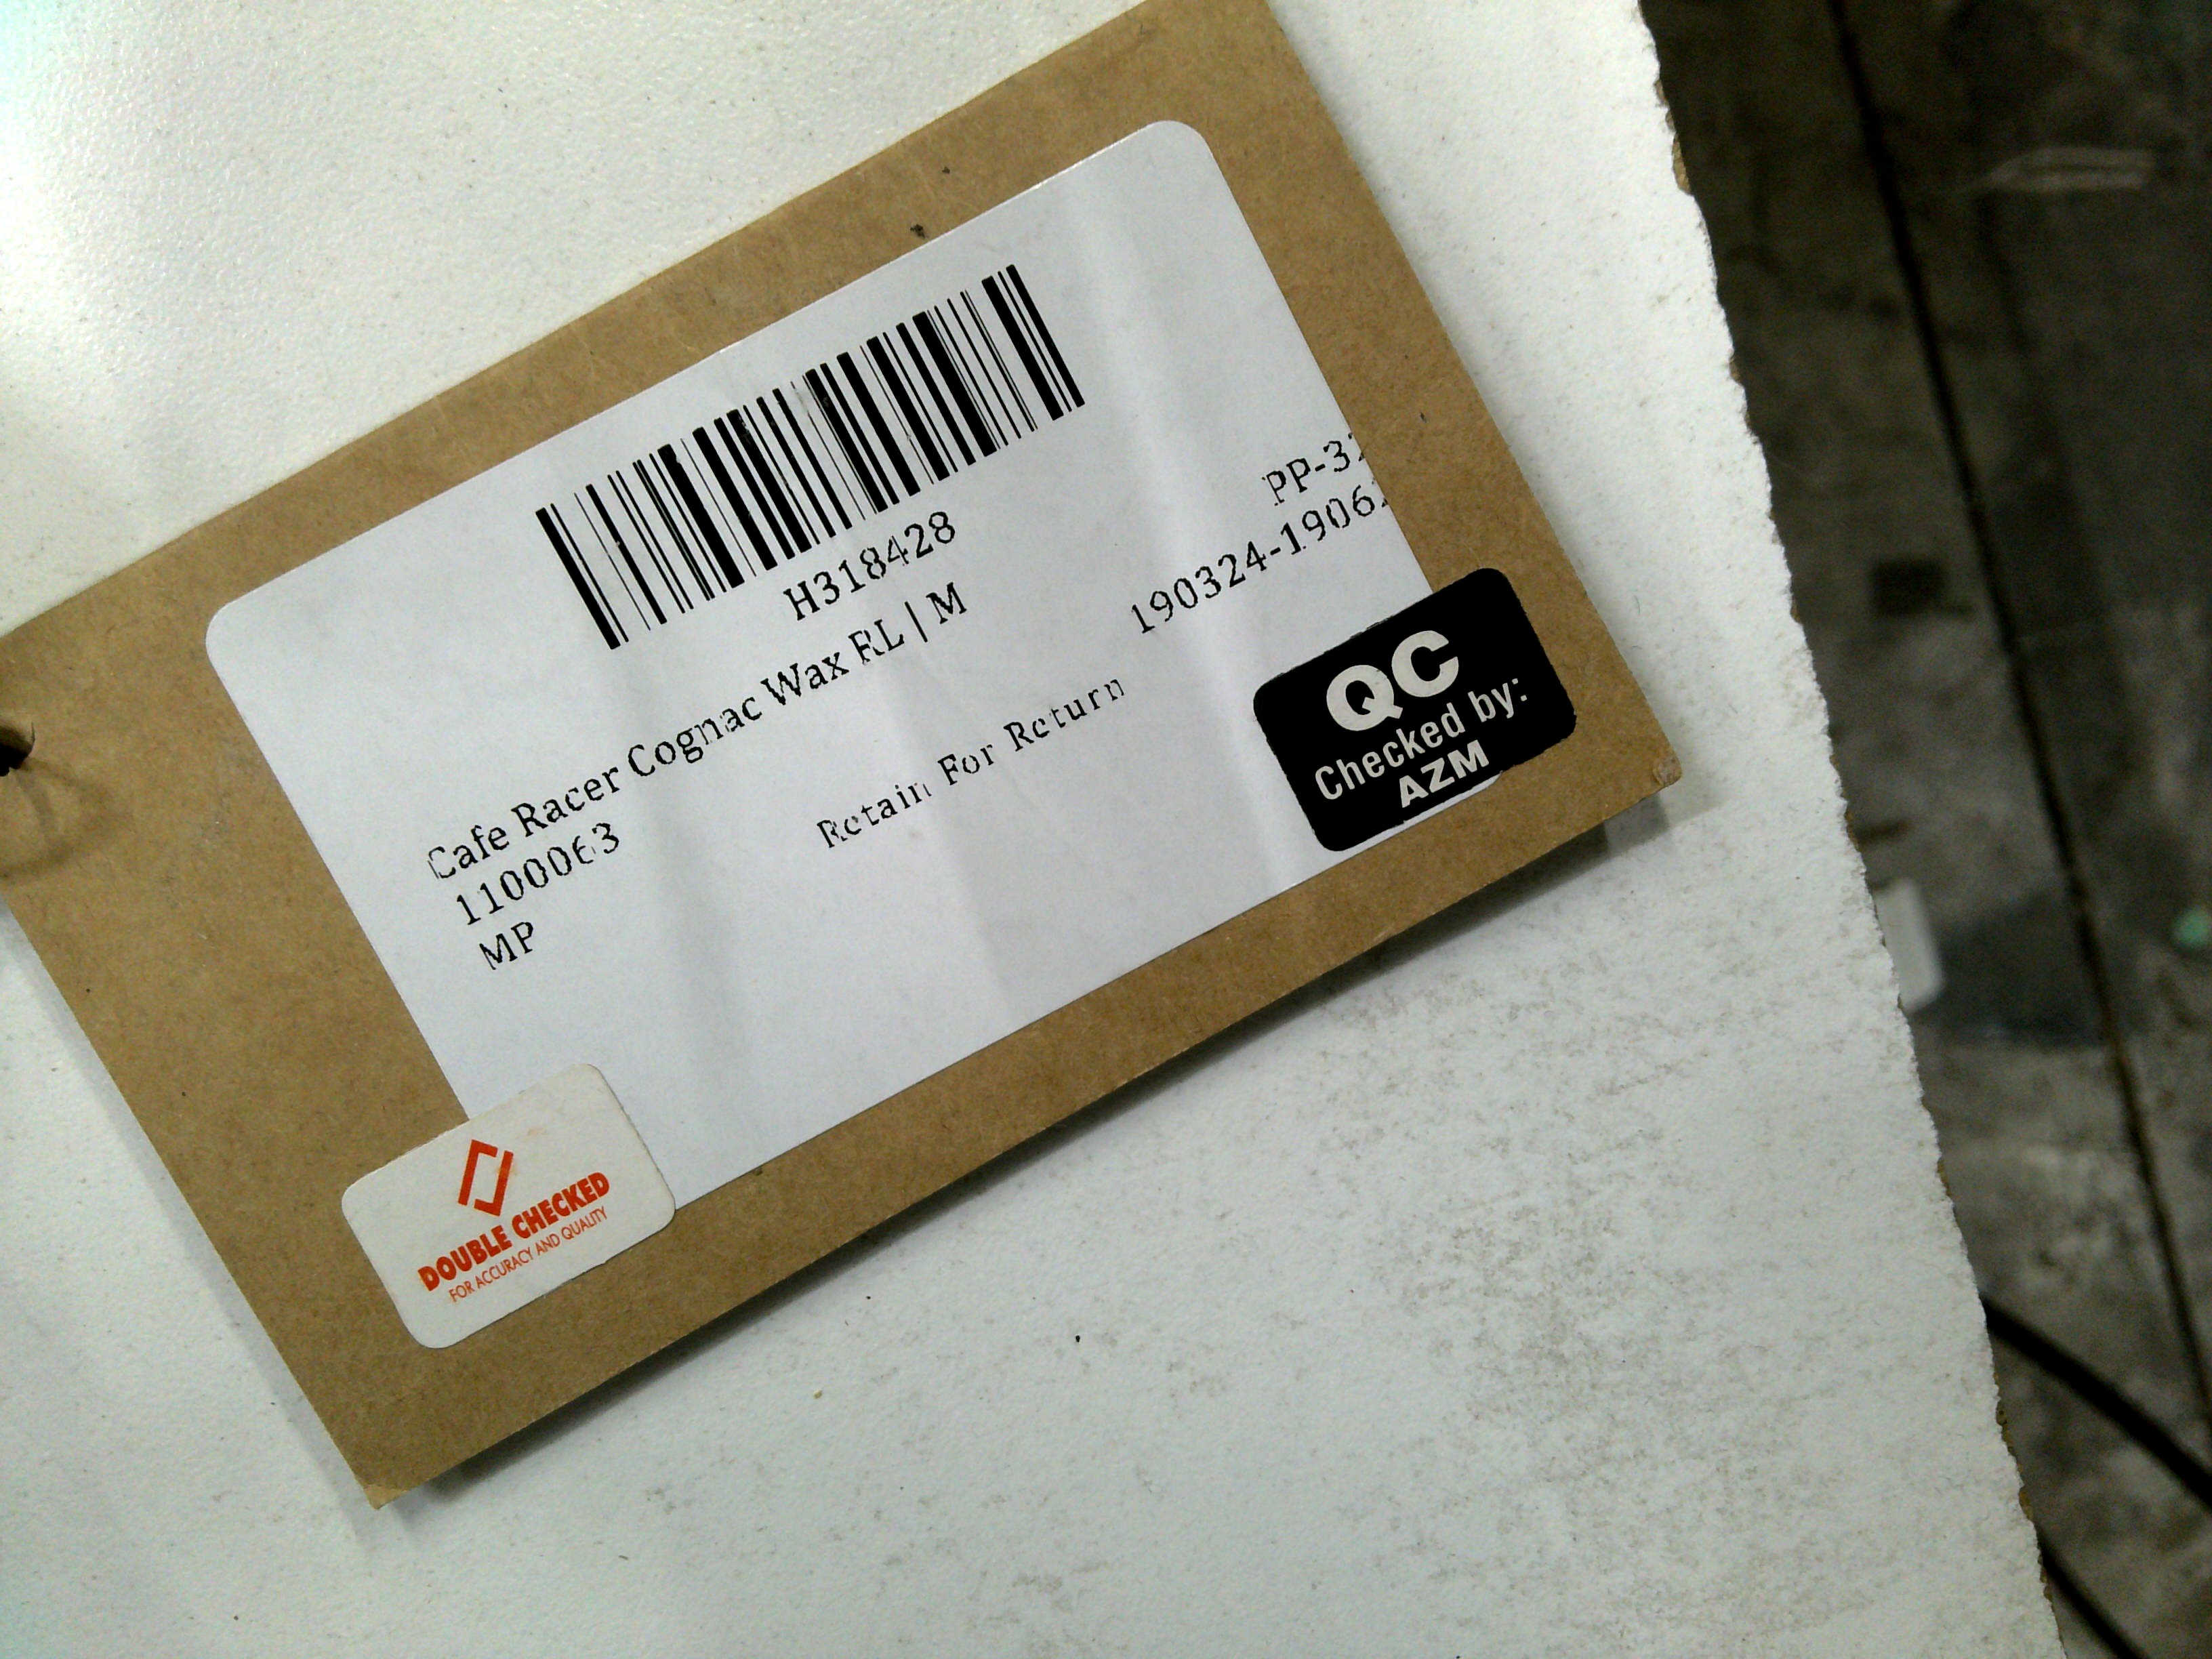 H318428
Cafe Racer Cognac Wax RL | M
1100063
MP
PP-32
190324-1906
Retain For Return
QC
Checked by:
AZM
DOUBLE CHECKED
FOR ACCURACY AND QUALITY